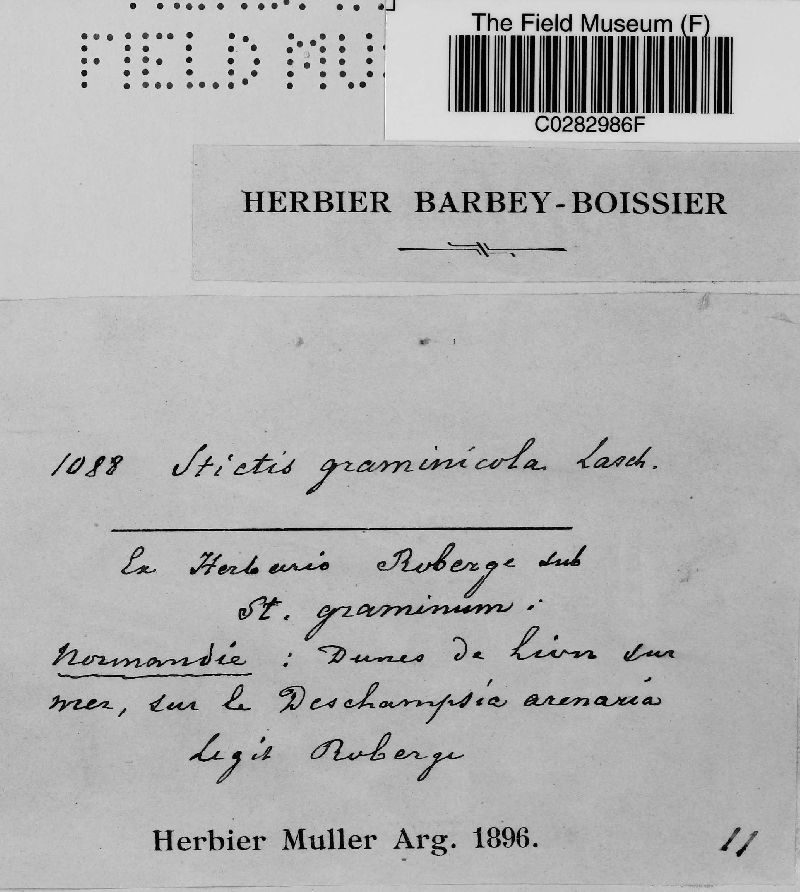 FIELD MU
The Field Museum (F)
C0282986F
HERBIER BARBEY-BOISSIER
1088 Stictis graminicola Lasch.
Ex Herbario Roberge sub
St. graminum :
Normandie : Dunes de Lion sur
mer, sur le Deschampsia arenaria
Legit Roberge
Herbier Muller Arg. 1896.
11